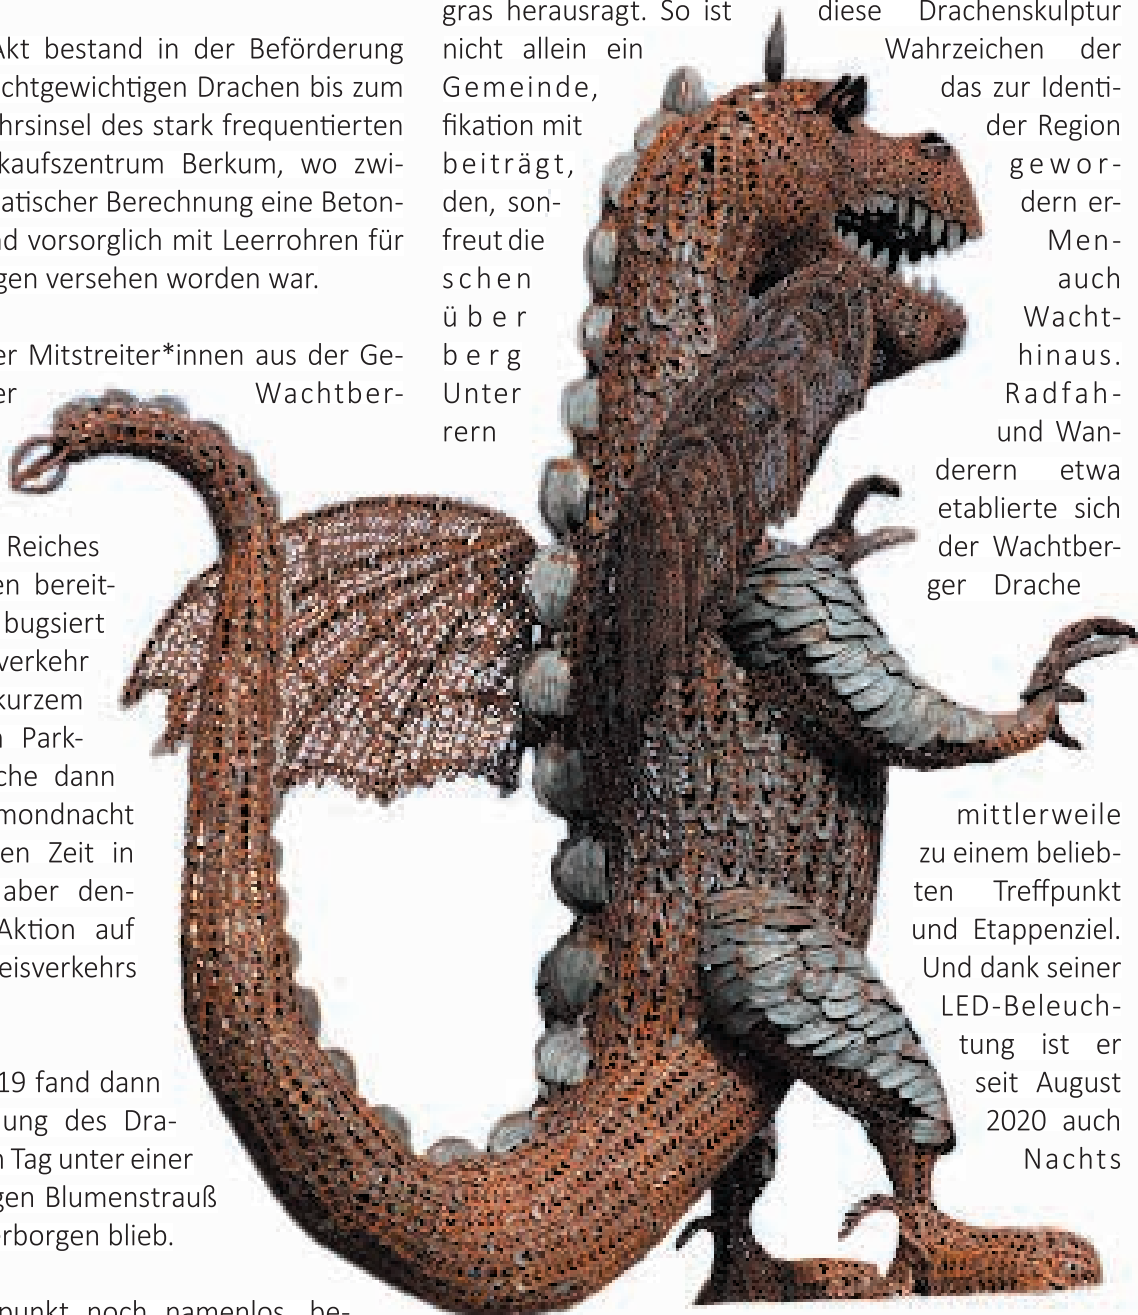 Akt bestand in der Beförderung
chtgewichtigen Drachen bis zum
hrsinsel des stark frequentierten
kaufszentrum Berkum, wo zwi-
atischer Berechnung eine Beton-
nd vorsorglich mit Leerrohren für
gen versehen worden war.
er Mitstreiter*innen aus der Ge-
er Wachtber-
Reiches
en bereit-
bugsiert
verkehr
kurzem
n Park-
che dann
mondnacht
en Zeit in
aber den-
Aktion auf
eisverkehrs
19 fand dann
ung des Dra-
n Tag unter einer
gen Blumenstrauß
erborgen blieb.
punkt noch namenlos, be-
gras herausragt. So ist diese Drachenskulptur
nicht allein ein Wahrzeichen der
Gemeinde, das zur Identi-
fikation mit der Region
beiträgt, gewor-
den, son- dern er-
freut die Men-
schen auch
über Wacht-
berg hinaus.
Unter Radfah-
rern und Wan-
derern etwa
etablierte sich
der Wachtber-
ger Drache
mittlerweile
zu einem belieb-
ten Treffpunkt
und Etappenziel.
Und dank seiner
LED-Beleuch-
tung ist er
seit August
2020 auch
Nachts